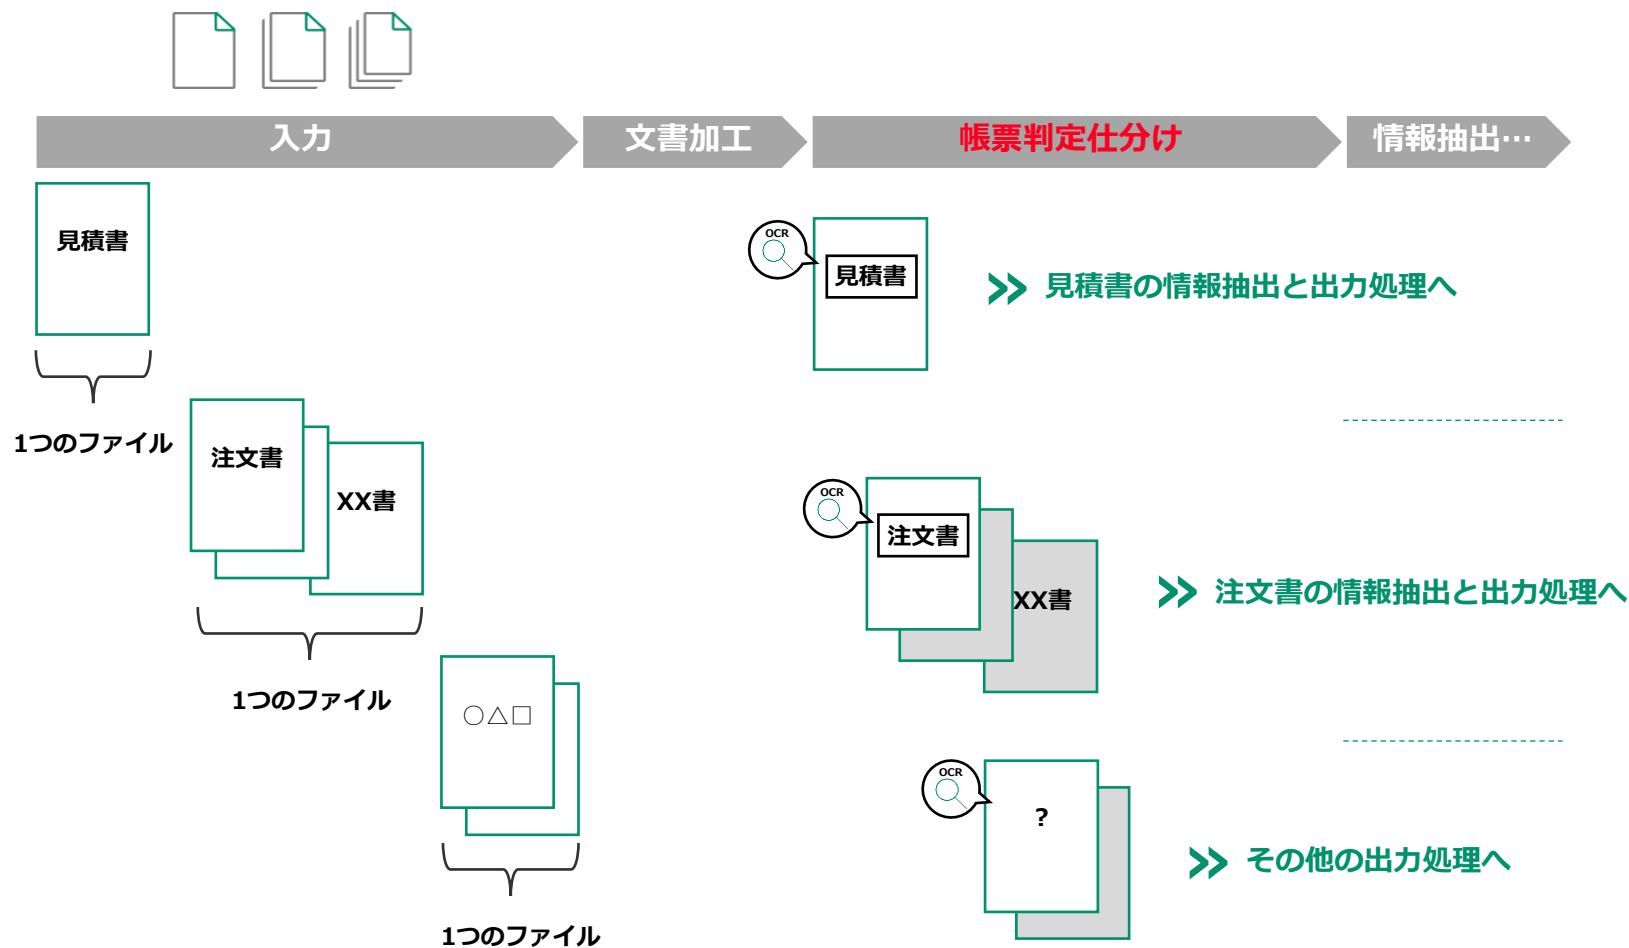 入力
文書加工
帳票判定仕分け
情報抽出…
見積書
1つのファイル
OCR
見積書
見積書の情報抽出と出力処理へ
注文書
XX書
1つのファイル
OCR
注文書
XX書
注文書の情報抽出と出力処理へ
○△□
1つのファイル
OCR
?
その他の出力処理へ